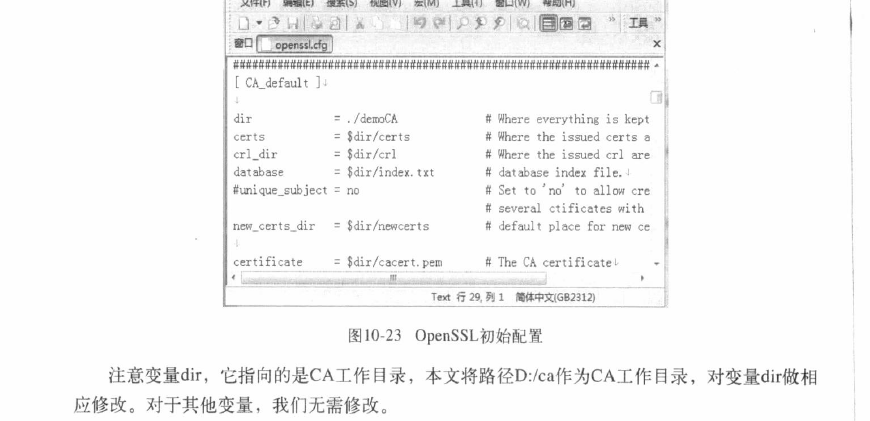 文件(F) 编辑(E) 搜索(S) 视图(V) 宏(M) 工具(T) 窗口(W) 帮助(H)
工具
窗口 openssl.cfg
####################################################################
[ CA_default ]
dir = ./demoCA # Where everything is kept
certs = $dir/certs # Where the issued certs a
crl_dir = $dir/crl # Where the issued crl are
database = $dir/index.txt # database index file.
#unique_subject = no # Set to 'no' to allow cre
# several ctificates with
new_certs_dir = $dir/newcerts # default place for new ce
certificate = $dir/cacert.pem # The CA certificate
Text 行 29, 列 1 简体中文(GB2312)
图10-23 OpenSSL初始配置
注意变量dir，它指向的是CA工作目录，本文将路径D:/ca作为CA工作目录，对变量dir做相
应修改。对于其他变量，我们无需修改。